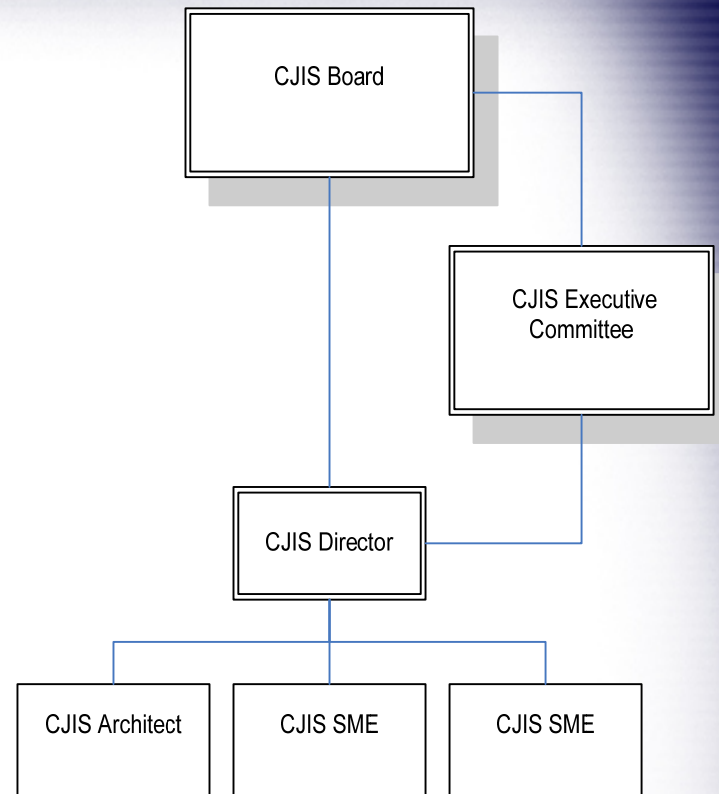 CJIS Board
CJIS Executive
Committee
CJIS Director
CJIS Architect
CJIS SME
CJIS SME